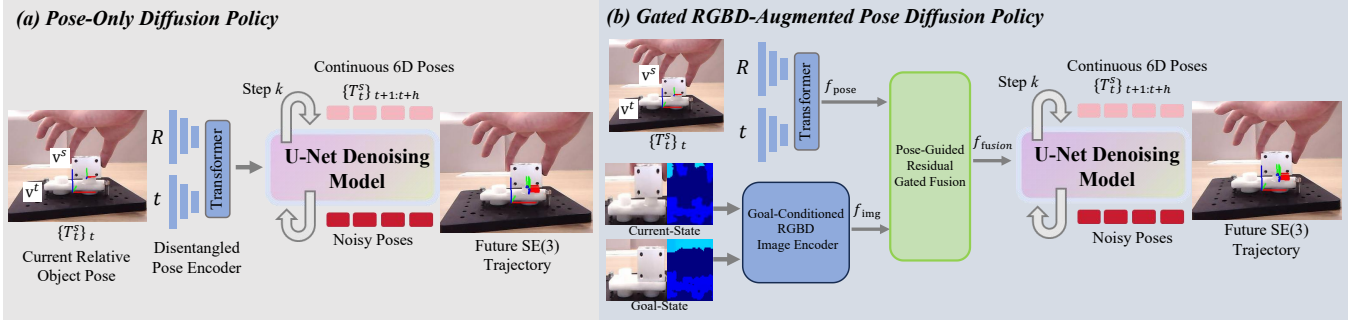 (a) Pose-Only Diffusion Policy
Continuous 6D Poses
{T_t^s}_{t+1:t+h}
Step k
R
t
Transformer
U-Net Denoising
Model
v^s
v^t
{T_t^s}_t
Current Relative
Object Pose
Disentangled
Pose Encoder
Noisy Poses
Future SE(3)
Trajectory
(b) Gated RGBD-Augmented Pose Diffusion Policy
v^s
v^t
{T_t^s}_t
R
t
Transformer
f_pose
Current-State
Goal-State
Goal-Conditioned
RGBD
Image Encoder
f_img
Pose-Guided
Residual
Gated Fusion
f_fusion
Step k
Continuous 6D Poses
{T_t^s}_{t+1:t+h}
U-Net Denoising
Model
Noisy Poses
Future SE(3)
Trajectory